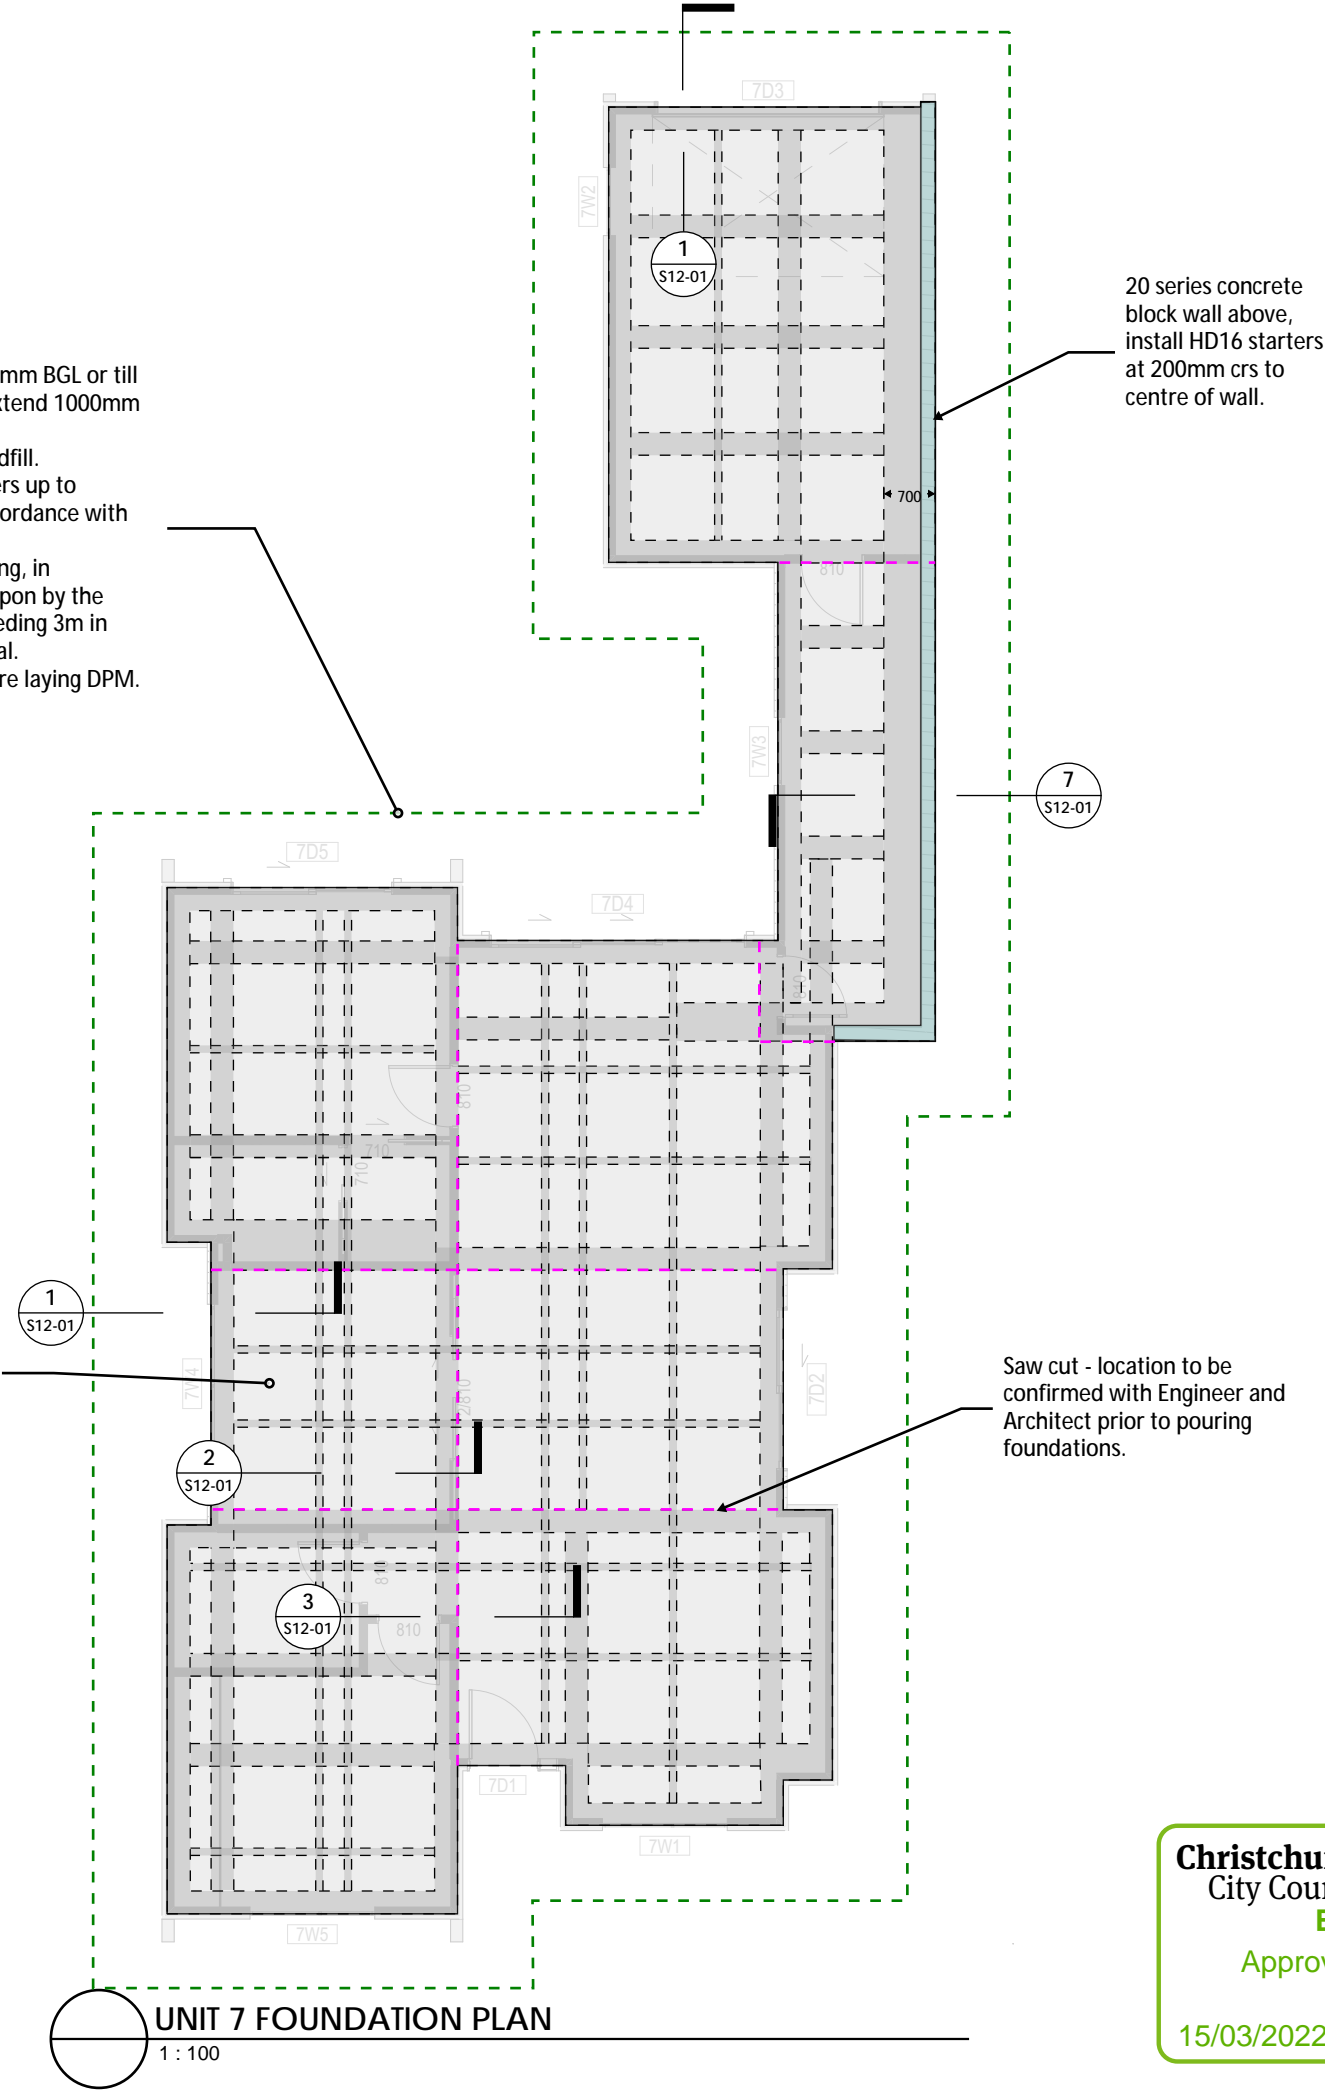 7D3
7W2
1
S12-01
20 series concrete
block wall above,
install HD16 starters
at 200mm crs to
centre of wall.
mm BGL or till
xtend 1000mm
dfill.
ers up to
ordance with
ng, in
pon by the
eding 3m in
al.
re laying DPM.
700
810
7W3
7
S12-01
7D5
7D4
810
810
710
710
1
S12-01
7W4
2/810
7D2
Saw cut - location to be
confirmed with Engineer and
Architect prior to pouring
foundations.
2
S12-01
810
3
S12-01
810
7D1
7W1
7W5
UNIT 7 FOUNDATION PLAN
1 : 100
Christchu
City Cou
E
Approv
15/03/2022